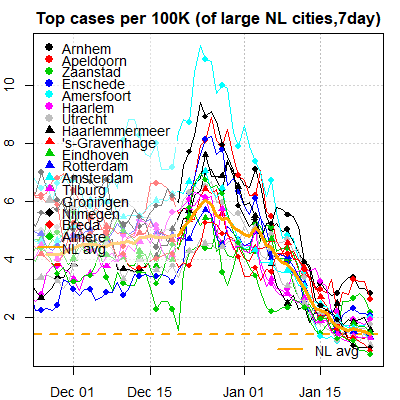 Top cases per 100K (of large NL cities,7day)
Arnhem
Apeldoorn
Zaanstad
Enschede
Amersfoort
Haarlem
Utrecht
Haarlemmermeer
's-Gravenhage
Eindhoven
Rotterdam
Amsterdam
Tilburg
Groningen
Nijmegen
Breda
Almere
NL avg
10
8
6
4
2
NL avg
Dec 01 Dec 15 Jan 01 Jan 15